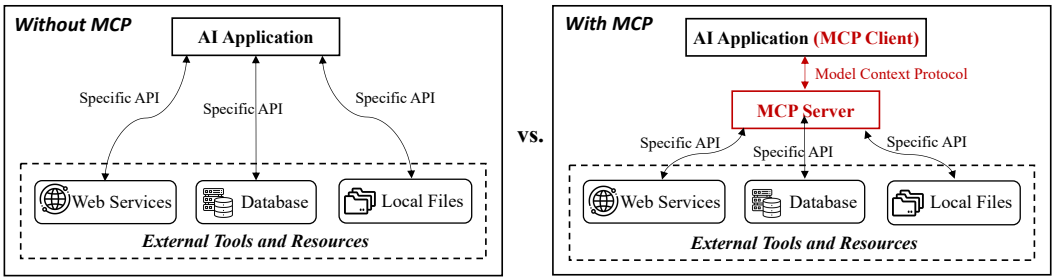 Without MCP
AI Application
Specific API
Specific API
Specific API
Web Services
Database
Local Files
External Tools and Resources
vs.
With MCP
AI Application (MCP Client)
Model Context Protocol
MCP Server
Specific API
Specific API
Specific API
Web Services
Database
Local Files
External Tools and Resources